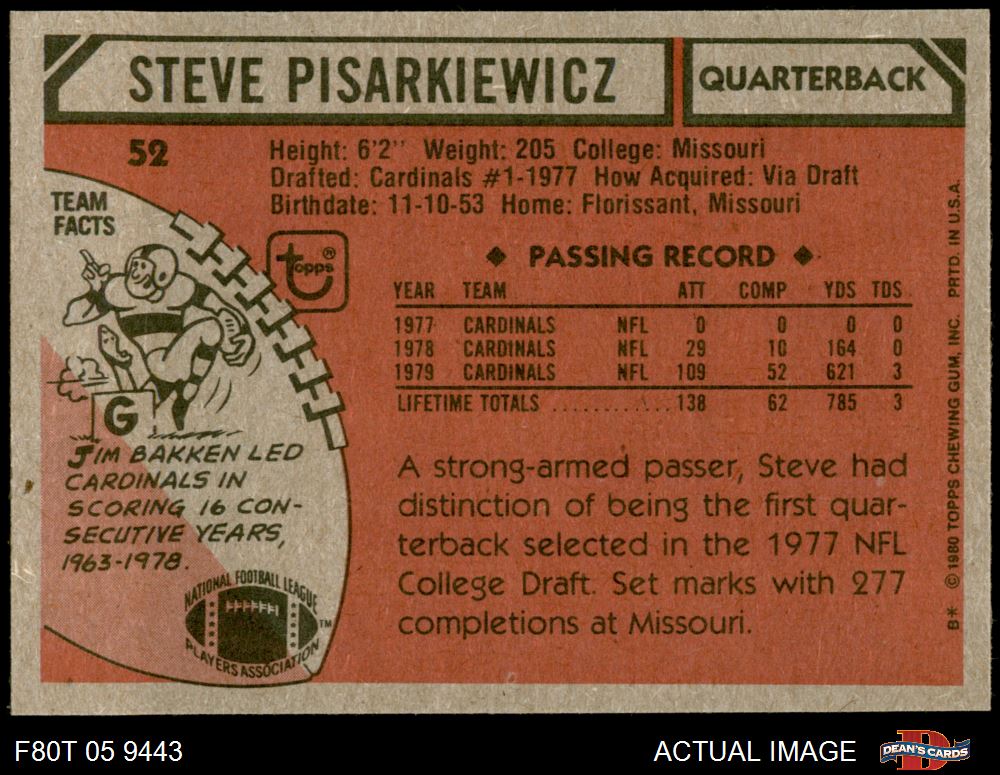 STEVE PISARKIEWICZ
QUARTERBACK
52
Height: 6'2" Weight: 205 College: Missouri
Drafted: Cardinals #1-1977 How Acquired: Via Draft
Birthdate: 11-10-53 Home: Florissant, Missouri
TEAM
FACTS
topps®
G
JIM BAKKEN LED
CARDINALS IN
SCORING 16 CON-
SECUTIVE YEARS,
1963-1978.
NATIONAL FOOTBALL LEAGUE
PLAYERS ASSOCIATION
TM
◆ PASSING RECORD ◆
YEAR TEAM ATT COMP YDS TDS
1977 CARDINALS NFL 0 0 0 0
1978 CARDINALS NFL 29 10 164 0
1979 CARDINALS NFL 109 52 621 3
LIFETIME TOTALS ............ 138 62 785 3
A strong-armed passer, Steve had
distinction of being the first quar-
terback selected in the 1977 NFL
College Draft. Set marks with 277
completions at Missouri.
B* © 1980 TOPPS CHEWING GUM, INC. PRTD. IN U.S.A.
F80T 05 9443
ACTUAL IMAGE
D
DEAN'S CARDS